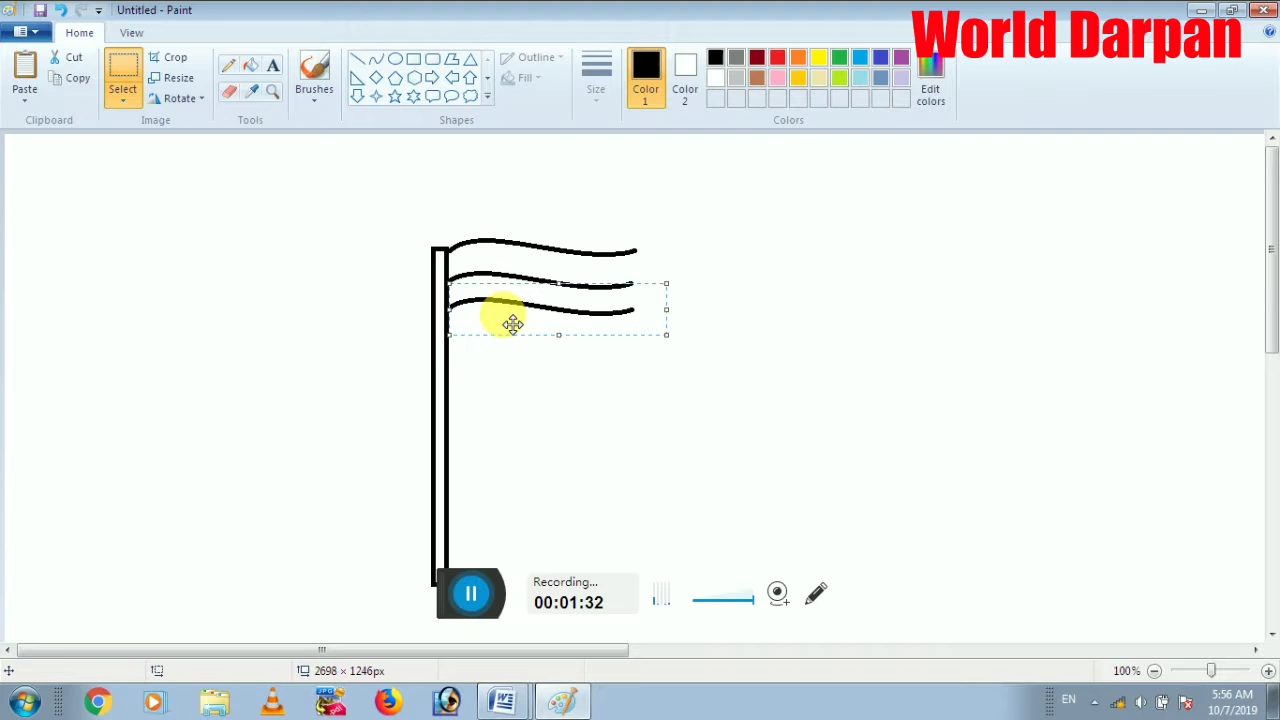 Untitled - Paint
World Darpan
Home
View
Paste
Cut
Copy
Clipboard
Select
Crop
Resize
Rotate
Image
A
Tools
Brushes
Outline
Fill
Shapes
Size
Color 1
Color 2
Edit colors
Colors
Recording...
00:01:32
2698 × 1246px
100%
JPG
W
EN
5:56 AM
10/7/2019